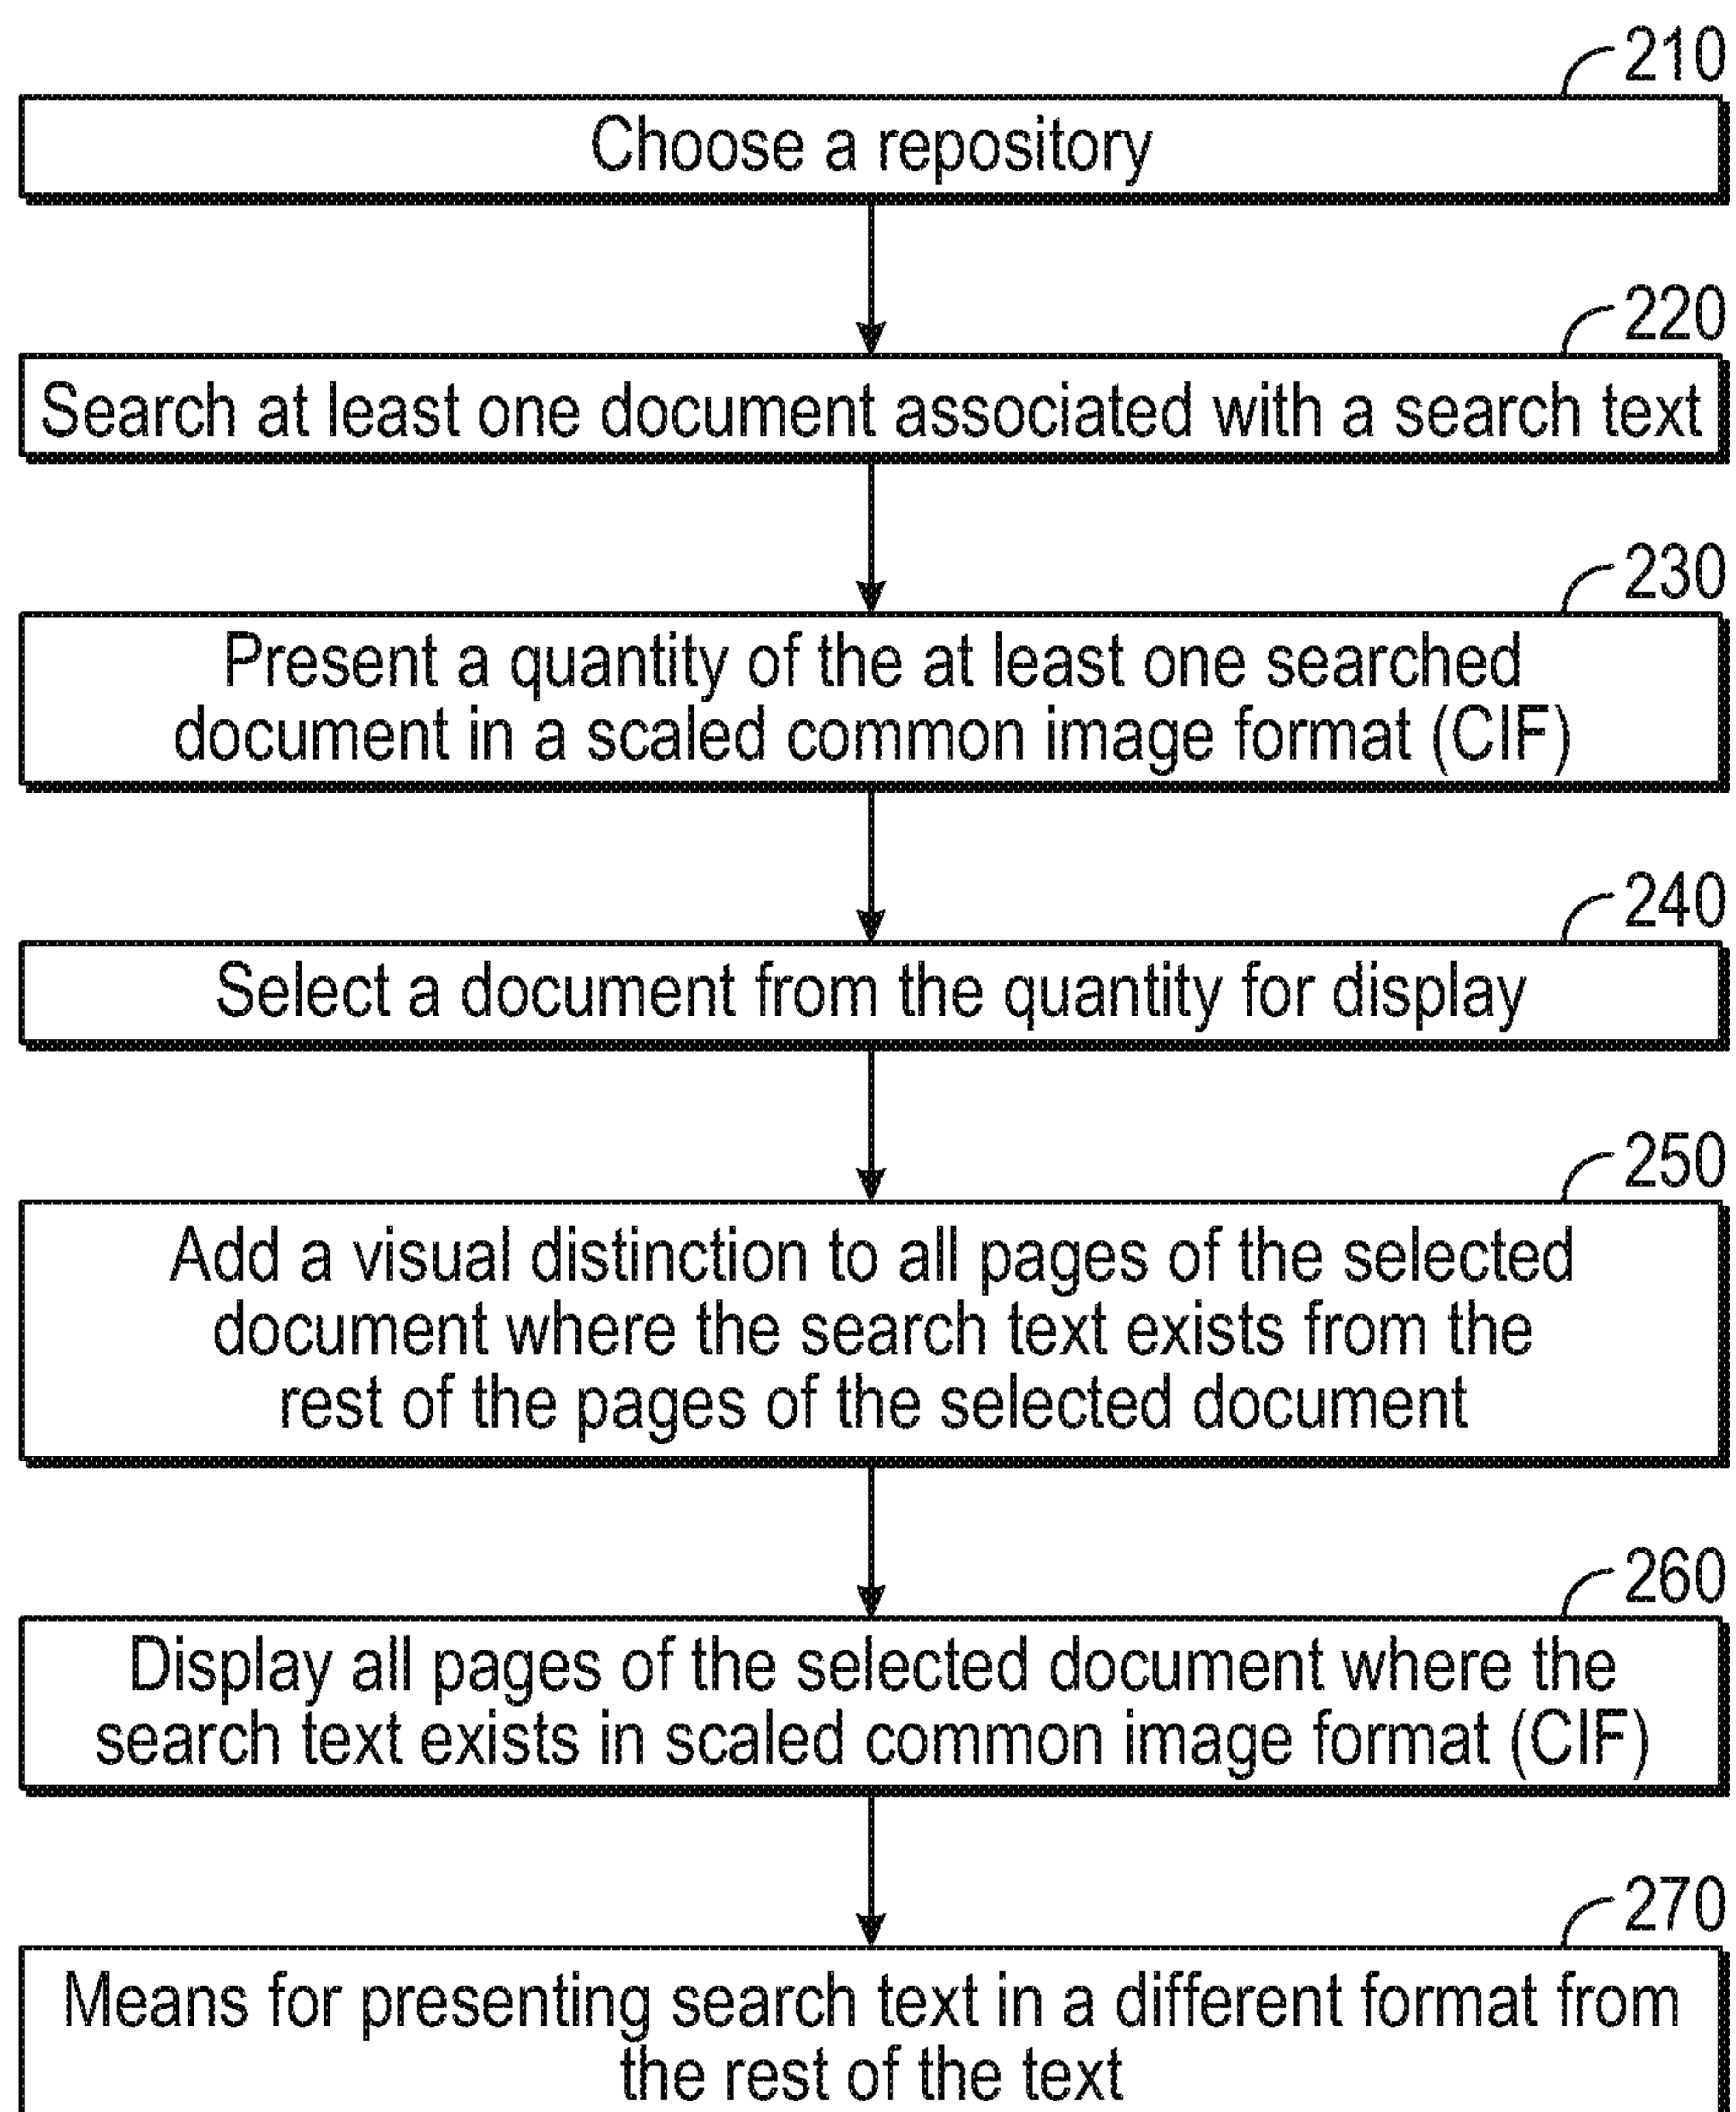 210
Choose a repository
220
Search at least one document associated with a search text
230
Present a quantity of the at least one searched
document in a scaled common image format (CIF)
240
Select a document from the quantity for display
250
Add a visual distinction to all pages of the selected
document where the search text exists from the
rest of the pages of the selected document
260
Display all pages of the selected document where the
search text exists in scaled common image format (CIF)
270
Means for presenting search text in a different format from
the rest of the text